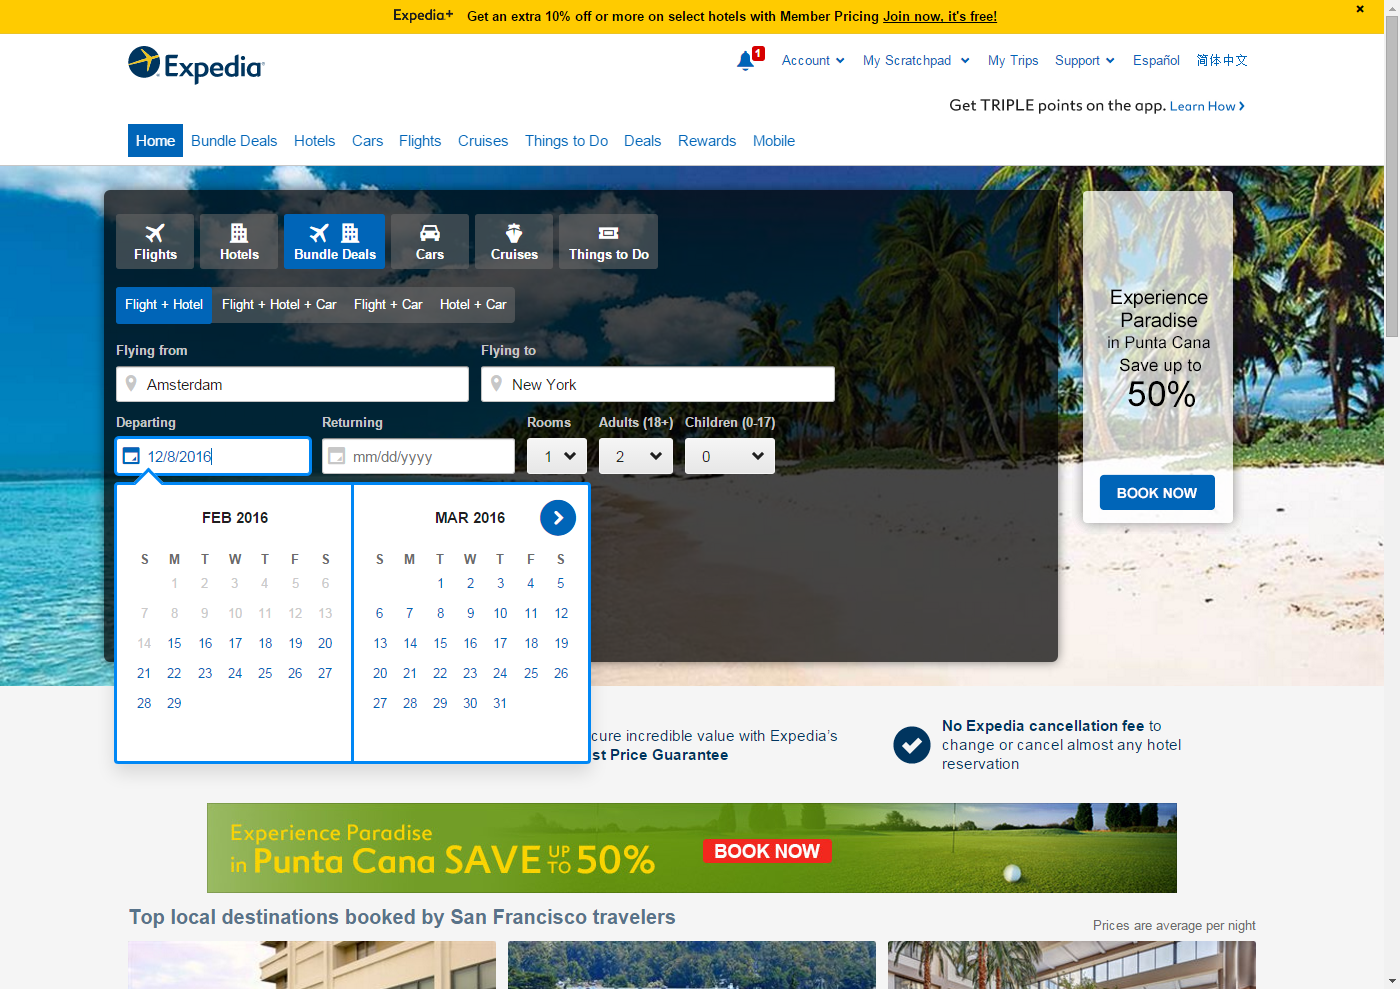 Expedia+ Get an extra 10% off or more on select hotels with Member Pricing Join now, it's free!
Expedia
1
Account My Scratchpad My Trips Support Español 简体中文
Get TRIPLE points on the app. Learn How
Home Bundle Deals Hotels Cars Flights Cruises Things to Do Deals Rewards Mobile
Flights Hotels Bundle Deals Cars Cruises Things to Do
Flight + Hotel Flight + Hotel + Car Flight + Car Hotel + Car
Flying from Flying to
Amsterdam New York
Departing Returning Rooms Adults (18+) Children (0-17)
12/8/2016 mm/dd/yyyy 1 2 0
FEB 2016 MAR 2016
S M T W T F S S M T W T F S
1 2 3 4 5 6 1 2 3 4 5
7 8 9 10 11 12 13 6 7 8 9 10 11 12
14 15 16 17 18 19 20 13 14 15 16 17 18 19
21 22 23 24 25 26 27 20 21 22 23 24 25 26
28 29 27 28 29 30 31
Experience
Paradise
in Punta Cana
Save up to
50%
BOOK NOW
cure incredible value with Expedia's
st Price Guarantee
No Expedia cancellation fee to
change or cancel almost any hotel
reservation
Experience Paradise
in Punta Cana SAVE UP TO 50% BOOK NOW
Top local destinations booked by San Francisco travelers
Prices are average per night